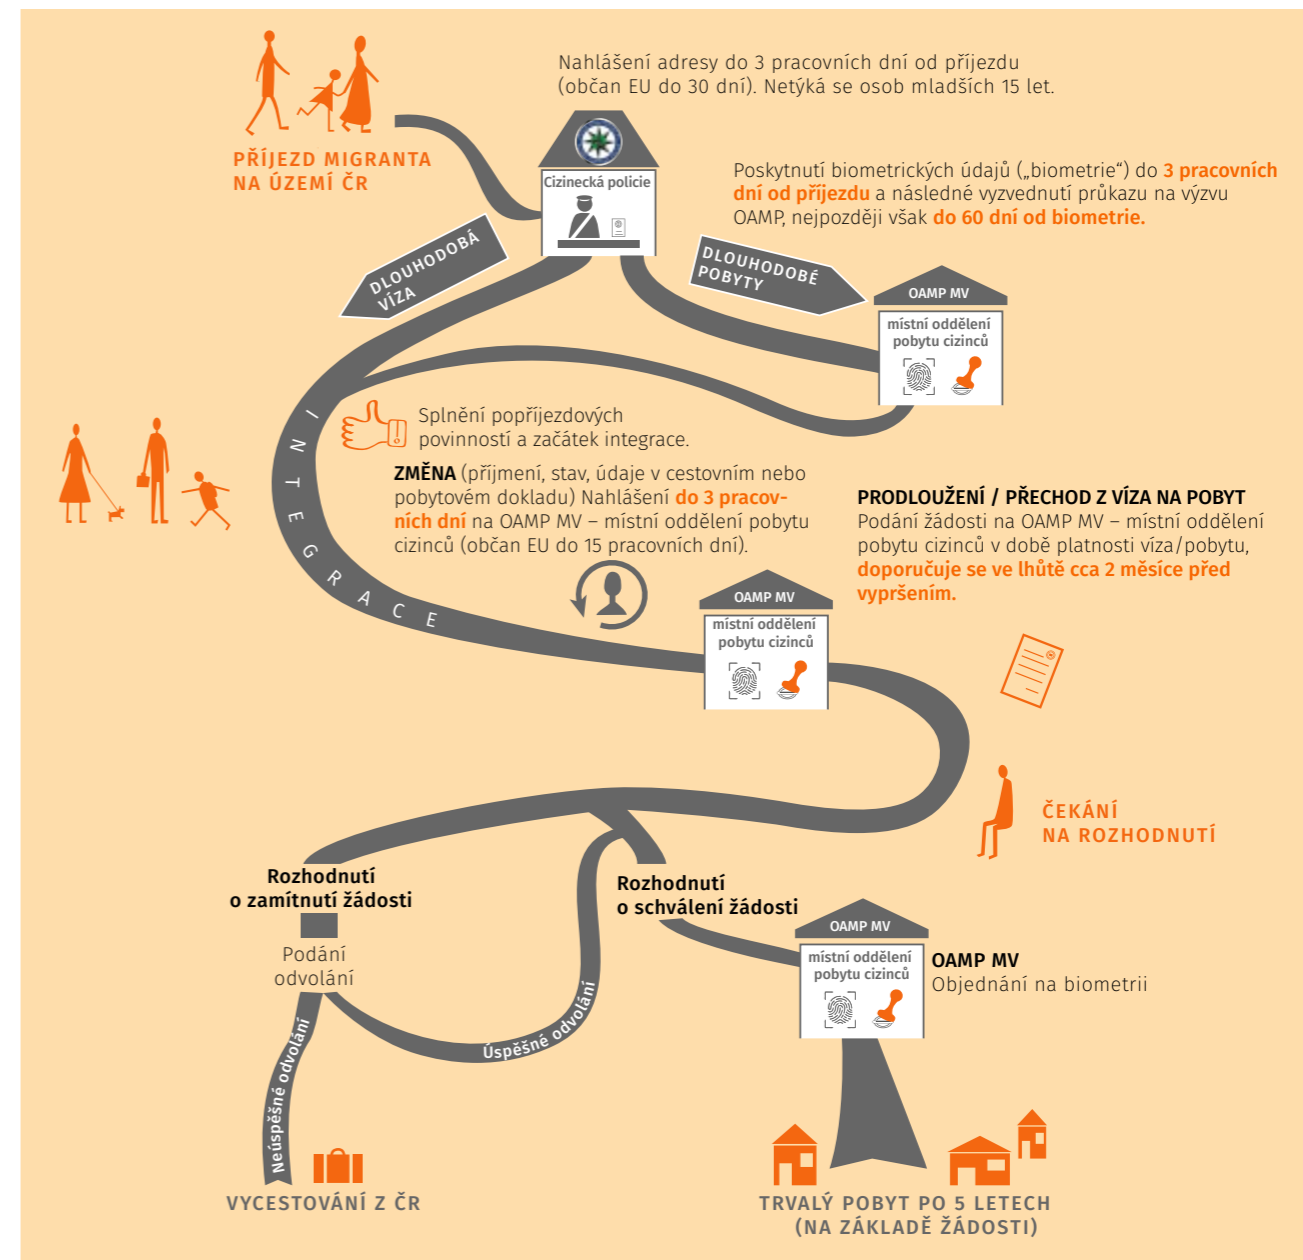 Nahlášení adresy do 3 pracovních dní od příjezdu
(občan EU do 30 dní). Netýká se osob mladších 15 let.
PŘÍJEZD MIGRANTA
NA ÚZEMÍ ČR
Cizinecká policie
Poskytnutí biometrických údajů („biometrie“) do 3 pracovních
dní od příjezdu a následné vyzvednutí průkazu na výzvu
OAMP, nejpozději však do 60 dní od biometrie.
DLOUHODOBÁ
VÍZA
DLOUHODOBÉ
POBYTY
OAMP MV
místní oddělení
pobytu cizinců
Splnění popříjezdových
povinností a začátek integrace.
INTEGRACE
ZMĚNA (příjmení, stav, údaje v cestovním nebo
pobytovém dokladu) Nahlášení do 3 pracov-
ních dní na OAMP MV – místní oddělení pobytu
cizinců (občan EU do 15 pracovních dní).
PRODLOUŽENÍ / PŘECHOD Z VÍZA NA POBYT
Podání žádosti na OAMP MV – místní oddělení
pobytu cizinců v době platnosti víza/pobytu,
doporučuje se ve lhůtě cca 2 měsíce před
vypršením.
OAMP MV
místní oddělení
pobytu cizinců
ČEKÁNÍ
NA ROZHODNUTÍ
Rozhodnutí
o zamítnutí žádosti
Rozhodnutí
o schválení žádosti
Podání
odvolání
OAMP MV
místní oddělení
pobytu cizinců
OAMP MV
Objednání na biometrii
Neúspěšné odvolání
Úspěšné odvolání
VYCESTOVÁNÍ Z ČR
TRVALÝ POBYT PO 5 LETECH
(NA ZÁKLADĚ ŽÁDOSTI)